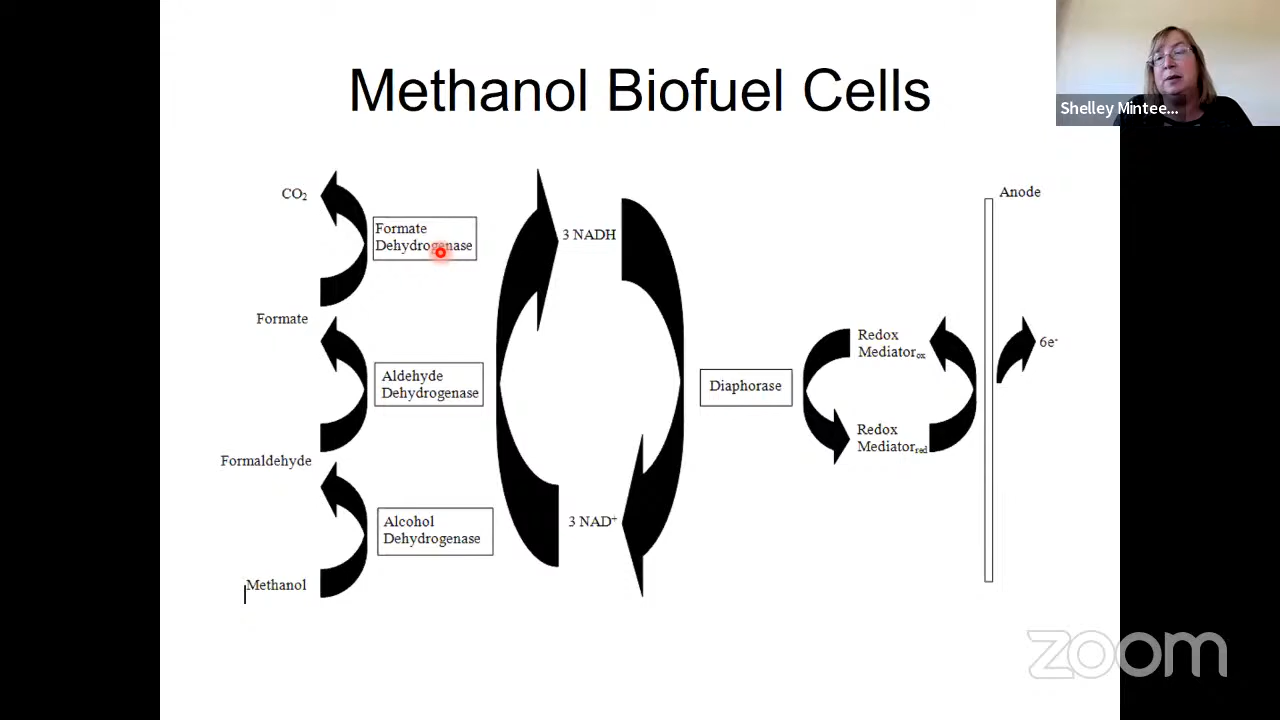 Methanol Biofuel Cells
Shelley Mintee...
CO₂
Formate
Dehydrogenase
Formate
Aldehyde
Dehydrogenase
Formaldehyde
Alcohol
Dehydrogenase
Methanol
3 NADH
3 NAD⁺
Diaphorase
Redox
Mediatorₒₓ
Redox
Mediator_red
Anode
6e⁻
zoom